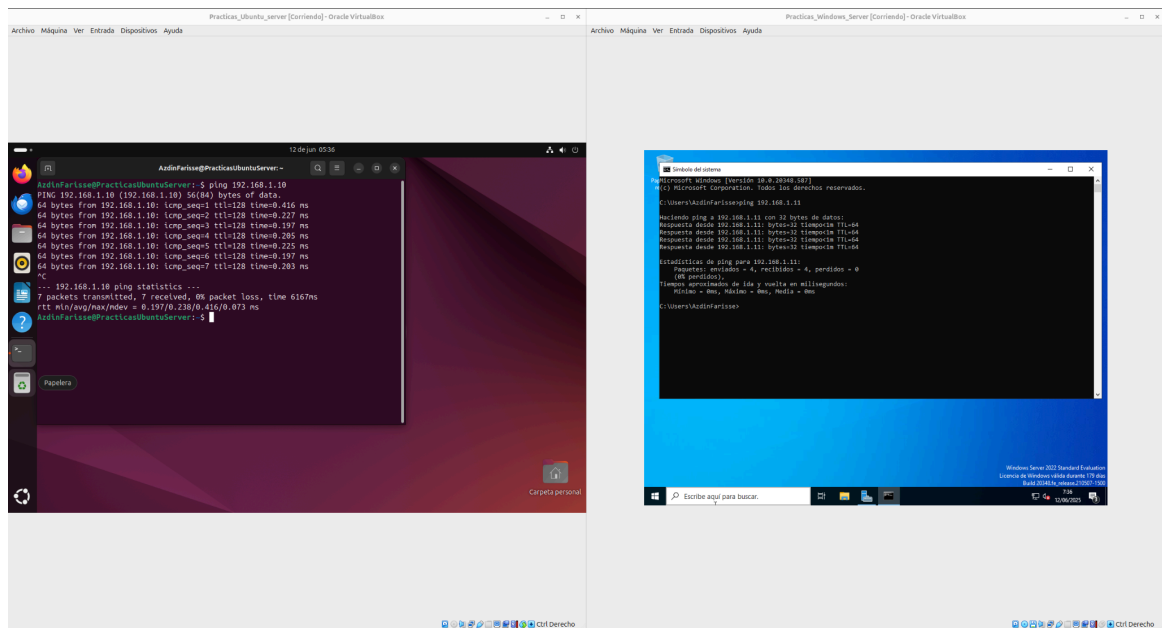 Practicas_Ubuntu_server [Corriendo] - Oracle VirtualBox
Archivo Máquina Ver Entrada Dispositivos Ayuda
12 de jun 05:36
AzdinFarisse@PracticasUbuntuServer: ~
AzdinFarisse@PracticasUbuntuServer:~$ ping 192.168.1.10
PING 192.168.1.10 (192.168.1.10) 56(84) bytes of data.
64 bytes from 192.168.1.10: icmp_seq=1 ttl=128 time=0.416 ms
64 bytes from 192.168.1.10: icmp_seq=2 ttl=128 time=0.227 ms
64 bytes from 192.168.1.10: icmp_seq=3 ttl=128 time=0.197 ms
64 bytes from 192.168.1.10: icmp_seq=4 ttl=128 time=0.205 ms
64 bytes from 192.168.1.10: icmp_seq=5 ttl=128 time=0.225 ms
64 bytes from 192.168.1.10: icmp_seq=6 ttl=128 time=0.197 ms
64 bytes from 192.168.1.10: icmp_seq=7 ttl=128 time=0.203 ms
^C
--- 192.168.1.10 ping statistics ---
7 packets transmitted, 7 received, 0% packet loss, time 6167ms
rtt min/avg/max/mdev = 0.197/0.238/0.416/0.073 ms
AzdinFarisse@PracticasUbuntuServer:~$
Papelera
Carpeta personal
Ctrl Derecho
Practicas_Windows_Server [Corriendo] - Oracle VirtualBox
Archivo Máquina Ver Entrada Dispositivos Ayuda
Símbolo del sistema
Microsoft Windows [Versión 10.0.20348.587]
(c) Microsoft Corporation. Todos los derechos reservados.
C:\Users\AzdinFarisse>ping 192.168.1.11
Haciendo ping a 192.168.1.11 con 32 bytes de datos:
Respuesta desde 192.168.1.11: bytes=32 tiempo<1m TTL=64
Respuesta desde 192.168.1.11: bytes=32 tiempo<1m TTL=64
Respuesta desde 192.168.1.11: bytes=32 tiempo<1m TTL=64
Respuesta desde 192.168.1.11: bytes=32 tiempo<1m TTL=64
Estadísticas de ping para 192.168.1.11:
Paquetes: enviados = 4, recibidos = 4, perdidos = 0
(0% perdidos),
Tiempos aproximados de ida y vuelta en milisegundos:
Mínimo = 0ms, Máximo = 0ms, Media = 0ms
C:\Users\AzdinFarisse>
Windows Server 2022 Standard Evaluation
Licencia de Windows válida durante 179 días
Build 20348.fe_release.210507-1500
Escribe aquí para buscar.
7:36
12/06/2025
Ctrl Derecho